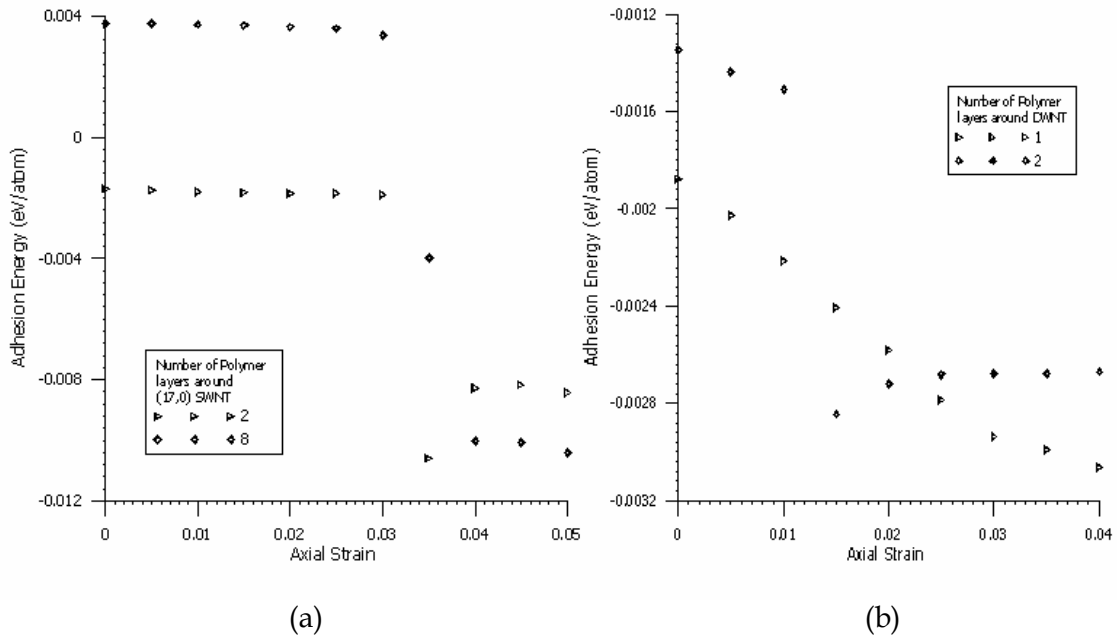 0.004
0
-0.004
-0.008
-0.012
Adhesion Energy (eV/atom)
Number of Polymer
layers around
(17,0) SWNT
2
8
0 0.01 0.02 0.03 0.04 0.05
Axial Strain
(a)
-0.0012
-0.0016
-0.002
-0.0024
-0.0028
-0.0032
Adhesion Energy (eV/atom)
Number of Polymer
layers around DWNT
1
2
0 0.01 0.02 0.03 0.04
Axial Strain
(b)